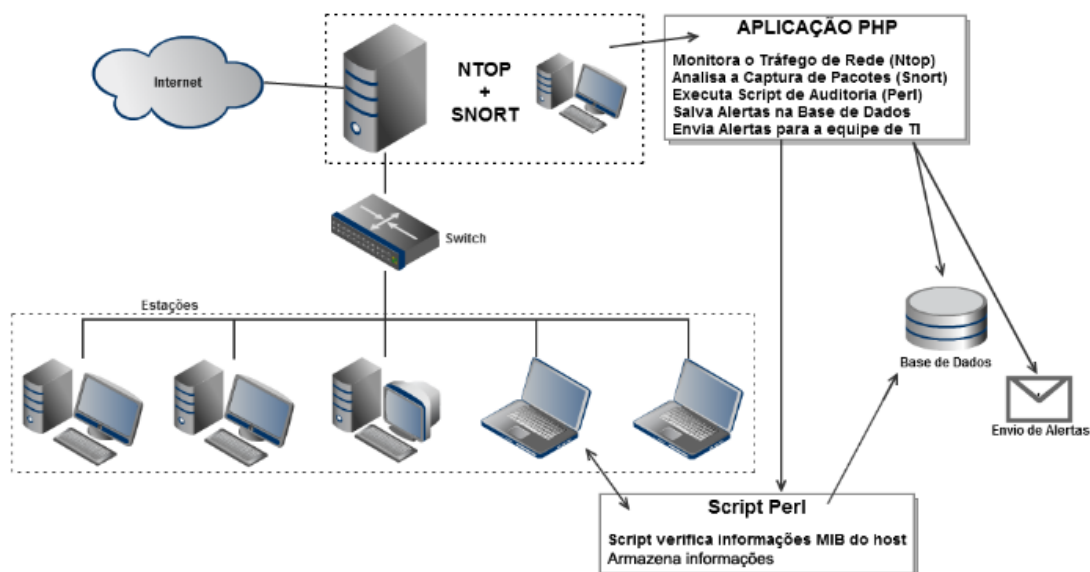 Internet
NTOP
+
SNORT
APLICAÇÃO PHP
Monitora o Tráfego de Rede (Ntop)
Analisa a Captura de Pacotes (Snort)
Executa Script de Auditoria (Perl)
Salva Alertas na Base de Dados
Envia Alertas para a equipe de TI
Switch
Estações
Base de Dados
Envio de Alertas
Script Perl
Script verifica informações MIB do host
Armazena informações